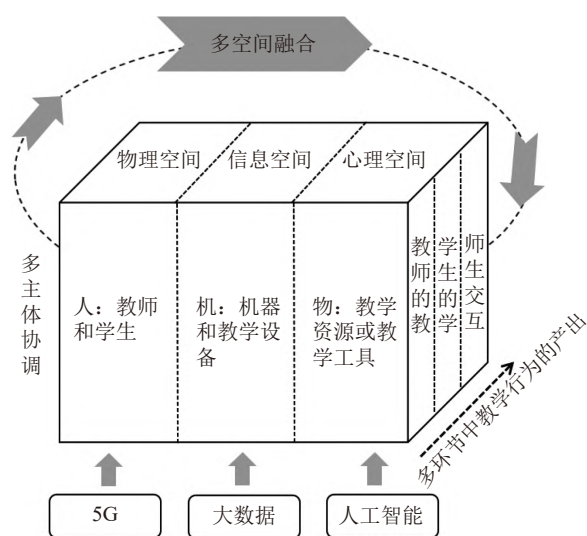 多空间融合
物理空间
信息空间
心理空间
多主体协调
人：教师
和学生
机：机器
和教学设
备
物：教学
资源或教
学工具
教师的教
学生的学
师生交互
多环节中教学行为的产出
5G
大数据
人工智能